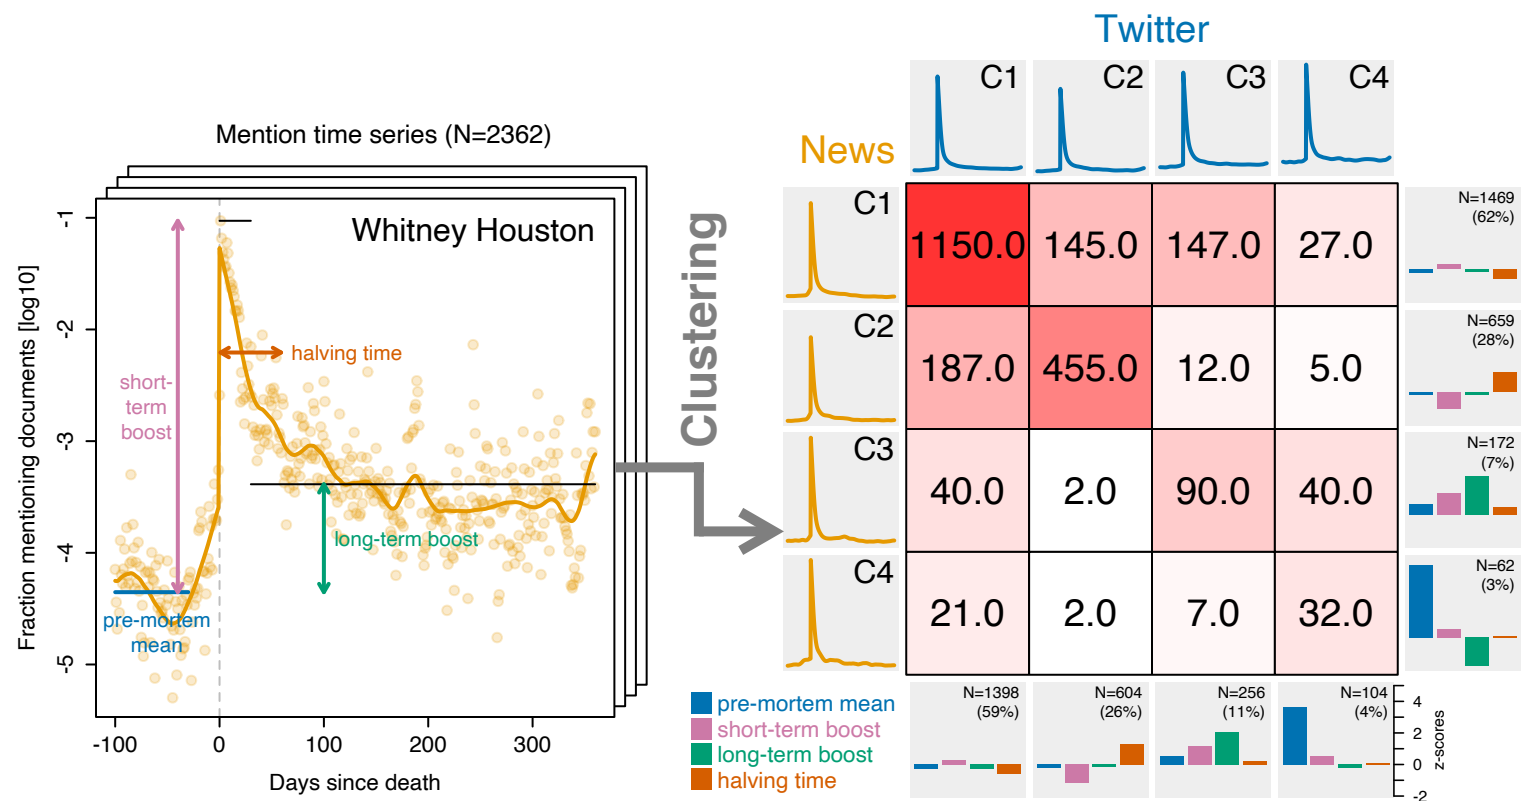 Twitter
Mention time series (N=2362)
News
C1
C2
C3
C4
Whitney Houston
Fraction mentioning documents [log10]
-1
-2
-3
-4
-5
short-
term
boost
halving time
long-term boost
pre-mortem
mean
-100
0
100
200
300
Days since death
Clustering
C1
1150.0
145.0
147.0
27.0
N=1469
(62%)
C2
187.0
455.0
12.0
5.0
N=659
(28%)
C3
40.0
2.0
90.0
40.0
N=172
(7%)
C4
21.0
2.0
7.0
32.0
N=62
(3%)
pre-mortem mean
short-term boost
long-term boost
halving time
N=1398
(59%)
N=604
(26%)
N=256
(11%)
N=104
(4%)
4
2
0
-2
z-scores